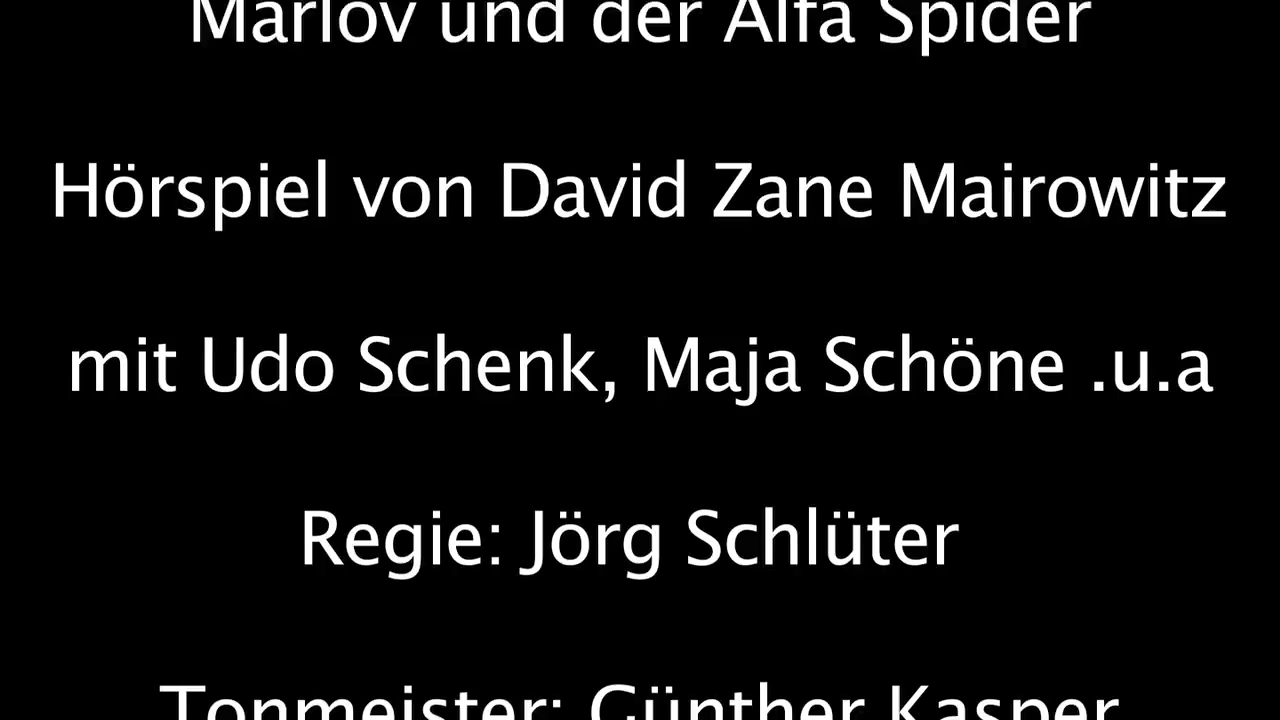 Marlov und der Alfa Spider
Hörspiel von David Zane Mairowitz
mit Udo Schenk, Maja Schöne .u.a
Regie: Jörg Schlüter
Tonmeister: Günther Kasper